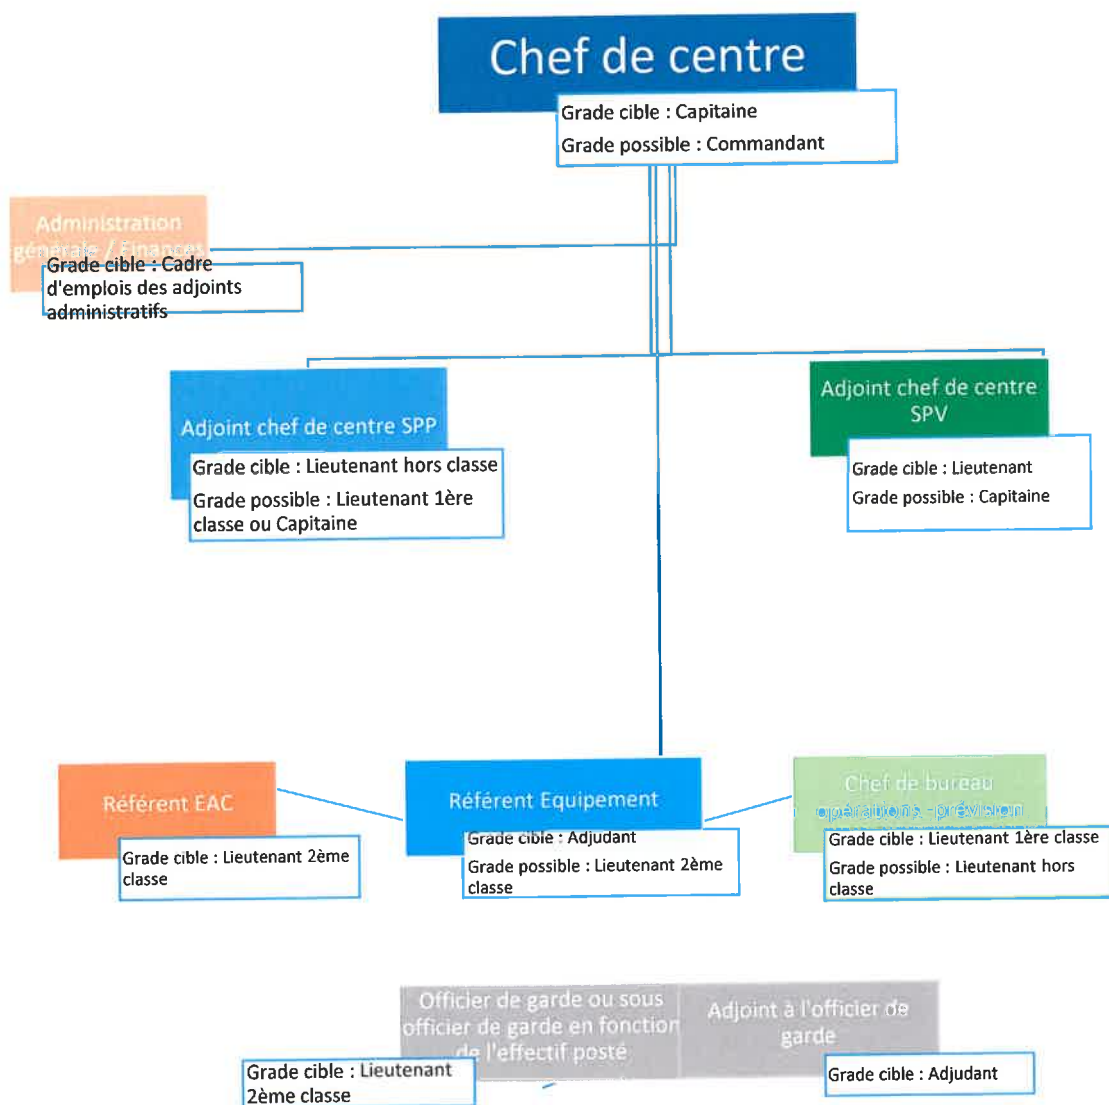 Chef de centre
Grade cible : Capitaine
Grade possible : Commandant
Administration
générale / Finances
Grade cible : Cadre
d'emplois des adjoints
administratifs
Adjoint chef de centre SPP
Grade cible : Lieutenant hors classe
Grade possible : Lieutenant 1ère
classe ou Capitaine
Adjoint chef de centre
SPV
Grade cible : Lieutenant
Grade possible : Capitaine
Référent EAC
Grade cible : Lieutenant 2ème
classe
Référent Equipement
Grade cible : Adjudant
Grade possible : Lieutenant 2ème
classe
Chef de bureau
opérations -prévision
Grade cible : Lieutenant 1ère classe
Grade possible : Lieutenant hors
classe
Officier de garde ou sous
officier de garde en fonction
de l'effectif posté
Grade cible : Lieutenant
2ème classe
Adjoint à l'officier de
garde
Grade cible : Adjudant